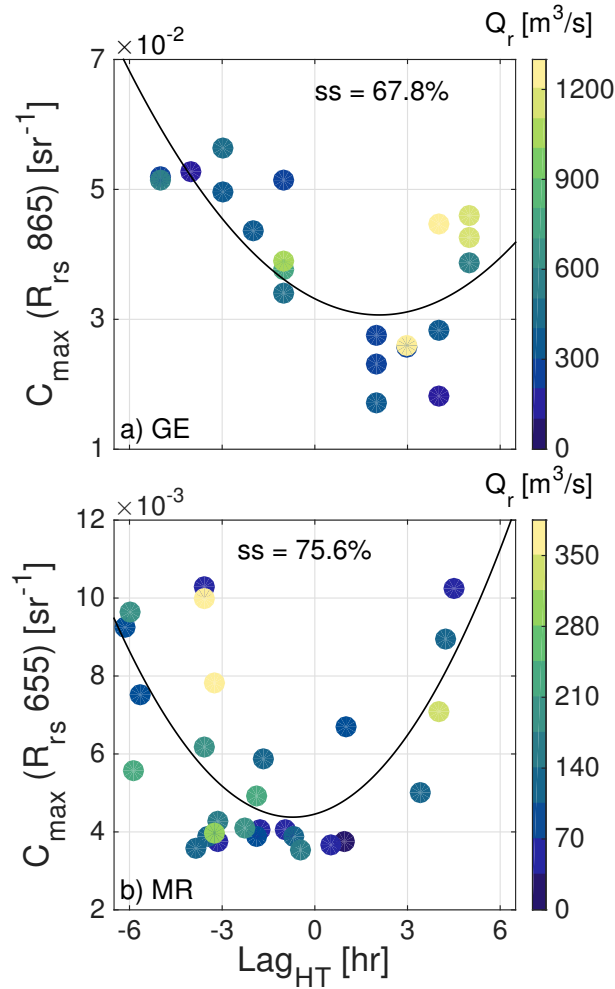 ×10⁻²
Qᵣ [m³/s]
7
5
3
1
C_max (R_rs 865) [sr⁻¹]
ss = 67.8%
a) GE
1200
900
600
300
0
×10⁻³
Qᵣ [m³/s]
12
10
8
6
4
2
C_max (R_rs 655) [sr⁻¹]
ss = 75.6%
b) MR
350
280
210
140
70
0
-6 -3 0 3 6
Lag_HT [hr]